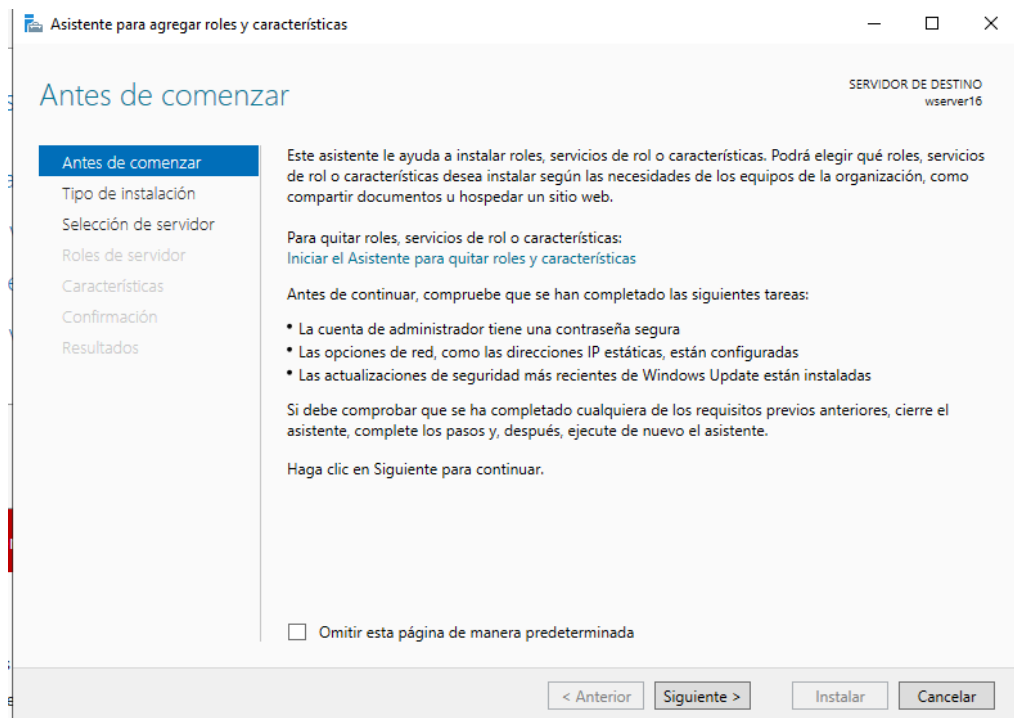 Asistente para agregar roles y características
Antes de comenzar
SERVIDOR DE DESTINO
wserver16
Antes de comenzar
Tipo de instalación
Selección de servidor
Roles de servidor
Características
Confirmación
Resultados
Este asistente le ayuda a instalar roles, servicios de rol o características. Podrá elegir qué roles, servicios
de rol o características desea instalar según las necesidades de los equipos de la organización, como
compartir documentos u hospedar un sitio web.
Para quitar roles, servicios de rol o características:
Iniciar el Asistente para quitar roles y características
Antes de continuar, compruebe que se han completado las siguientes tareas:
• La cuenta de administrador tiene una contraseña segura
• Las opciones de red, como las direcciones IP estáticas, están configuradas
• Las actualizaciones de seguridad más recientes de Windows Update están instaladas
Si debe comprobar que se ha completado cualquiera de los requisitos previos anteriores, cierre el
asistente, complete los pasos y, después, ejecute de nuevo el asistente.
Haga clic en Siguiente para continuar.
Omitir esta página de manera predeterminada
< Anterior
Siguiente >
Instalar
Cancelar